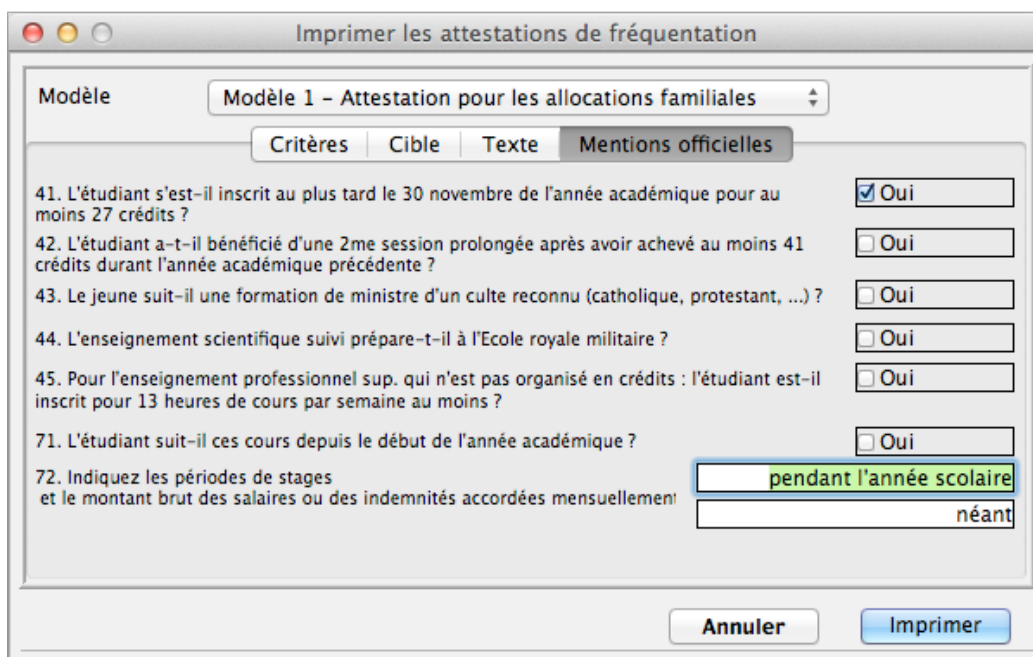 Imprimer les attestations de fréquentation
Modèle
Modèle 1 - Attestation pour les allocations familiales
Critères
Cible
Texte
Mentions officielles
41. L'étudiant s'est-il inscrit au plus tard le 30 novembre de l'année académique pour au
moins 27 crédits ?
Oui
42. L'étudiant a-t-il bénéficié d'une 2me session prolongée après avoir achevé au moins 41
crédits durant l'année académique précédente ?
Oui
43. Le jeune suit-il une formation de ministre d'un culte reconnu (catholique, protestant, ...) ?
Oui
44. L'enseignement scientifique suivi prépare-t-il à l'Ecole royale militaire ?
Oui
45. Pour l'enseignement professionnel sup. qui n'est pas organisé en crédits : l'étudiant est-il
inscrit pour 13 heures de cours par semaine au moins ?
Oui
71. L'étudiant suit-il ces cours depuis le début de l'année académique ?
Oui
72. Indiquez les périodes de stages
pendant l'année scolaire
et le montant brut des salaires ou des indemnités accordées mensuellement
néant
Annuler
Imprimer